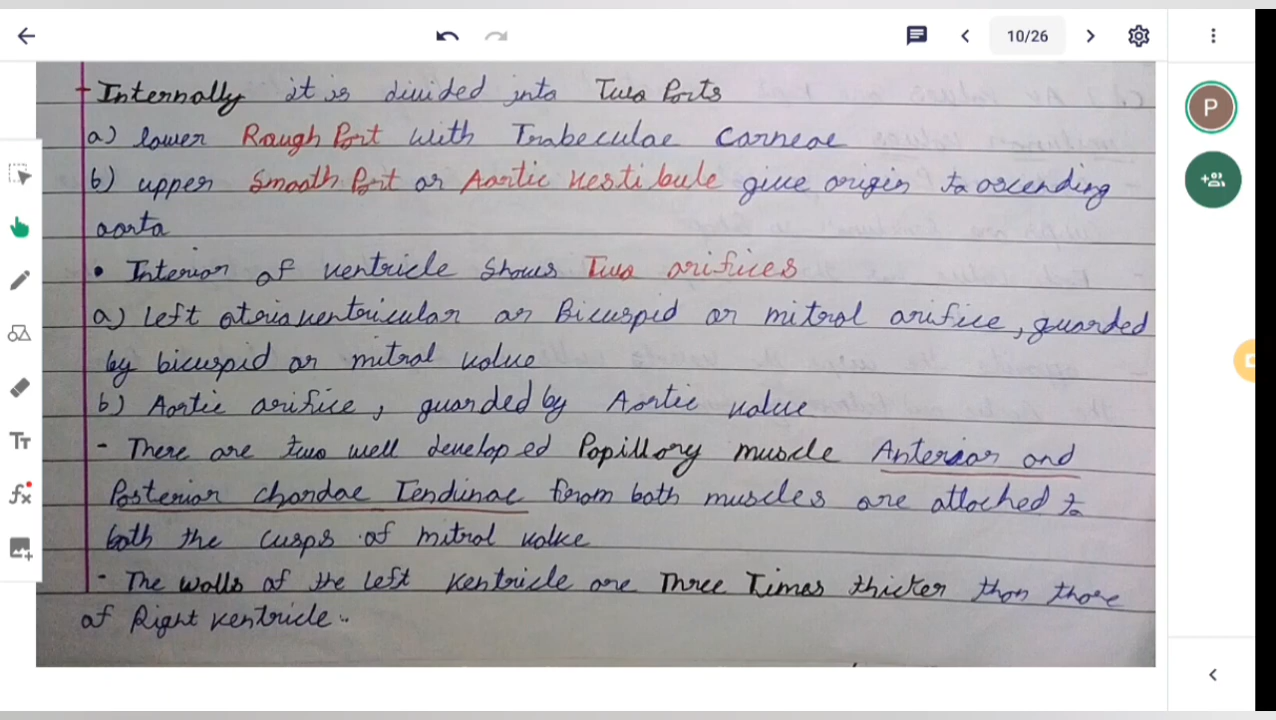 10/26
P
Internally it is divided into Two Parts
a) lower Rough Part with Trabeculae Carneae
b) upper Smooth Part or Aortic Vestibule give origin to ascending
aorta
• Interior of ventricle shows Two orifices
a) Left atrioventricular or Bicuspid or mitral orifice, guarded
by bicuspid or mitral valve
b) Aortic orifice, guarded by Aortic valve
- There are two well developed Papillary muscle Anterior and
Posterior chordae Tendinae from both muscles are attached to
both the cusps of mitral valve
- The walls of the left ventricle are Three Times thicker than those
of Right ventricle..
Tт
fx